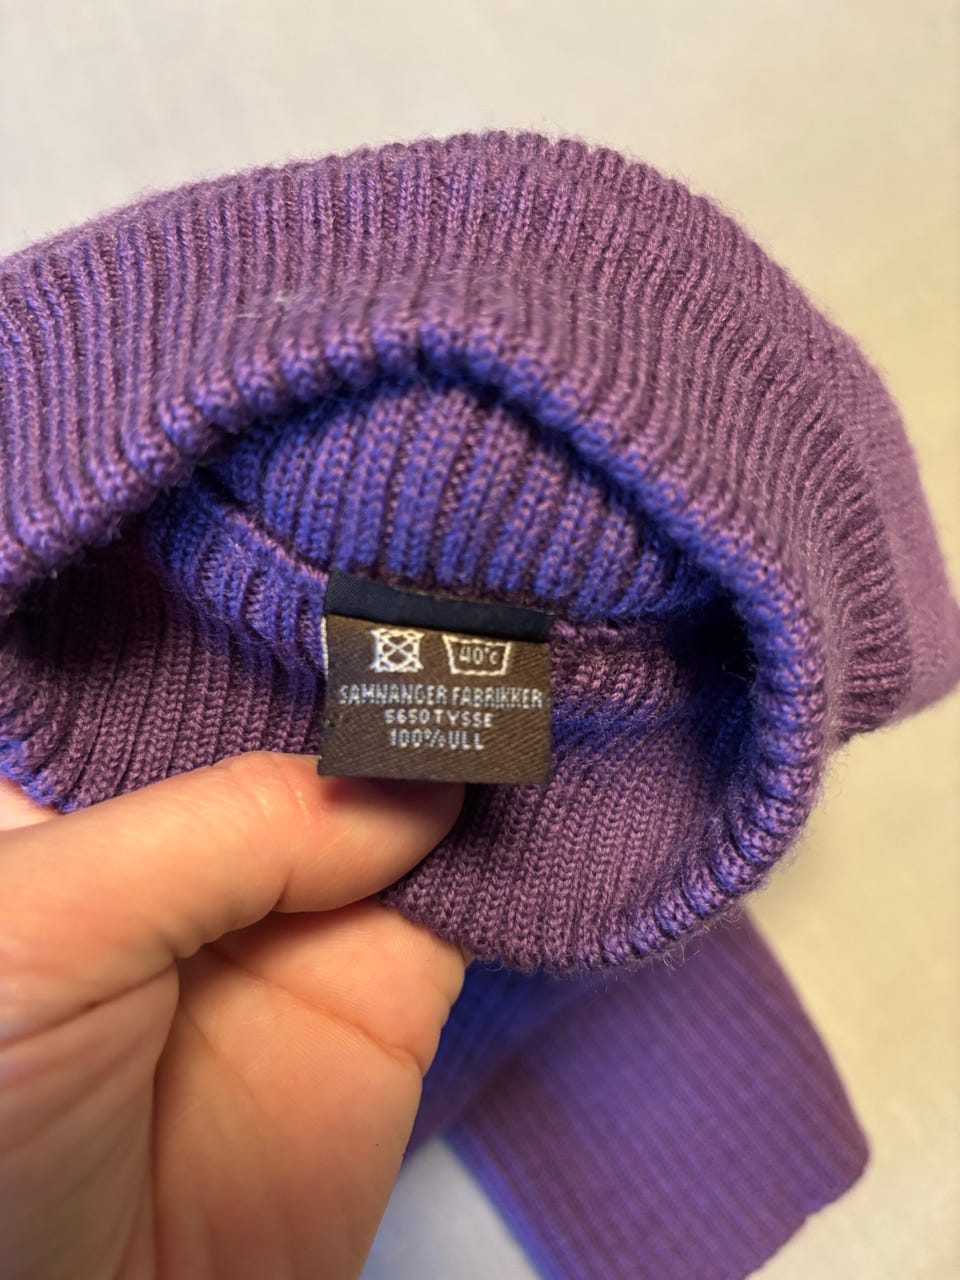 40°C
SAMNANGER FABRIKKER
5650 TYSSE
100% ULL